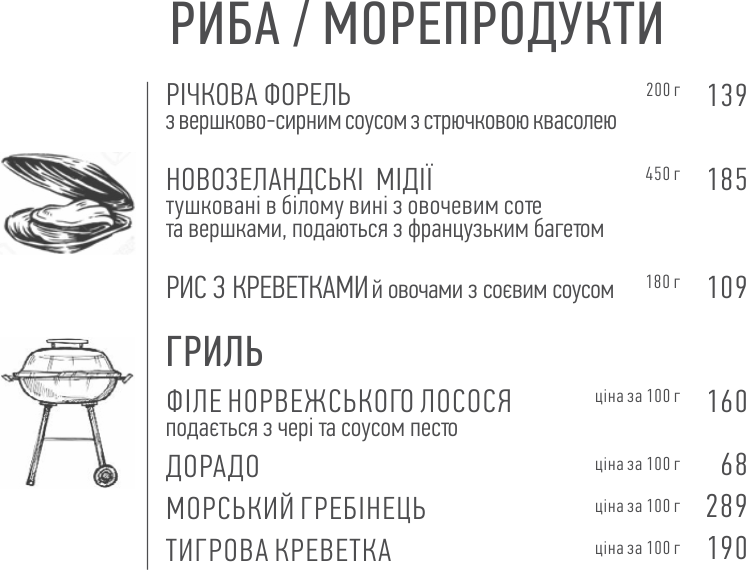 РИБА / МОРЕПРОДУКТИ
РІЧКОВА ФОРЕЛЬ 200 г 139
з вершково-сирним соусом з стрючковою квасолею
НОВОЗЕЛАНДСЬКІ МІДІЇ 450 г 185
тушковані в білому вині з овочевим соте
та вершками, подаються з французьким багетом
РИС З КРЕВЕТКАМИ й овочами з соєвим соусом 180 г 109
ГРИЛЬ
ФІЛЕ НОРВЕЖСЬКОГО ЛОСОСЯ ціна за 100 г 160
подається з чері та соусом песто
ДОРАДО ціна за 100 г 68
МОРСЬКИЙ ГРЕБІНЕЦЬ ціна за 100 г 289
ТИГРОВА КРЕВЕТКА ціна за 100 г 190